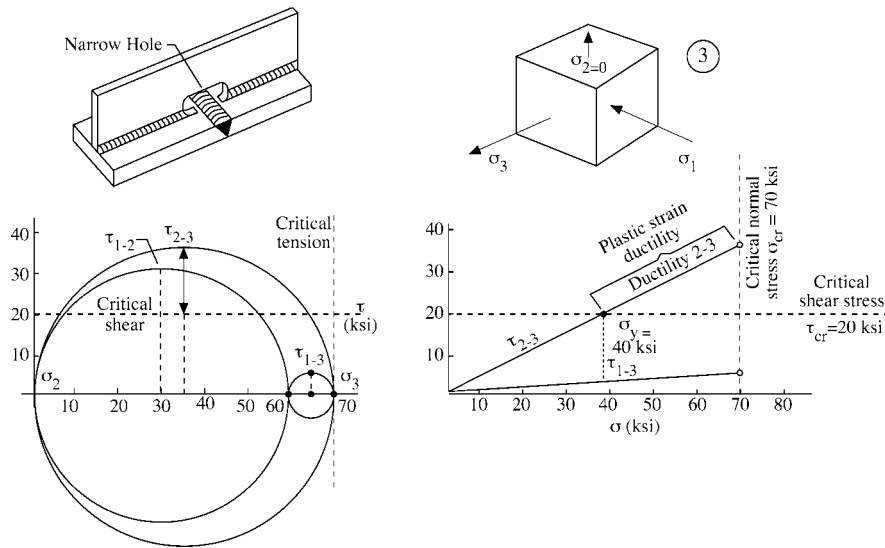 Narrow Hole
σ2=0
3
σ3
σ1
40
30
20
10
τ1-2
τ2-3
Critical
tension
Critical
shear
τ
(ksi)
τ1-3
σ2
σ3
10 20 30 40 50 60 70
40
30
20
10
Plastic strain
ductility
Ductility 2-3
Critical normal
stress σcr = 70 ksi
Critical
shear stress
τcr=20 ksi
τ2-3
σy =
40 ksi
τ1-3
10 20 30 40 50 60 70 80
σ (ksi)